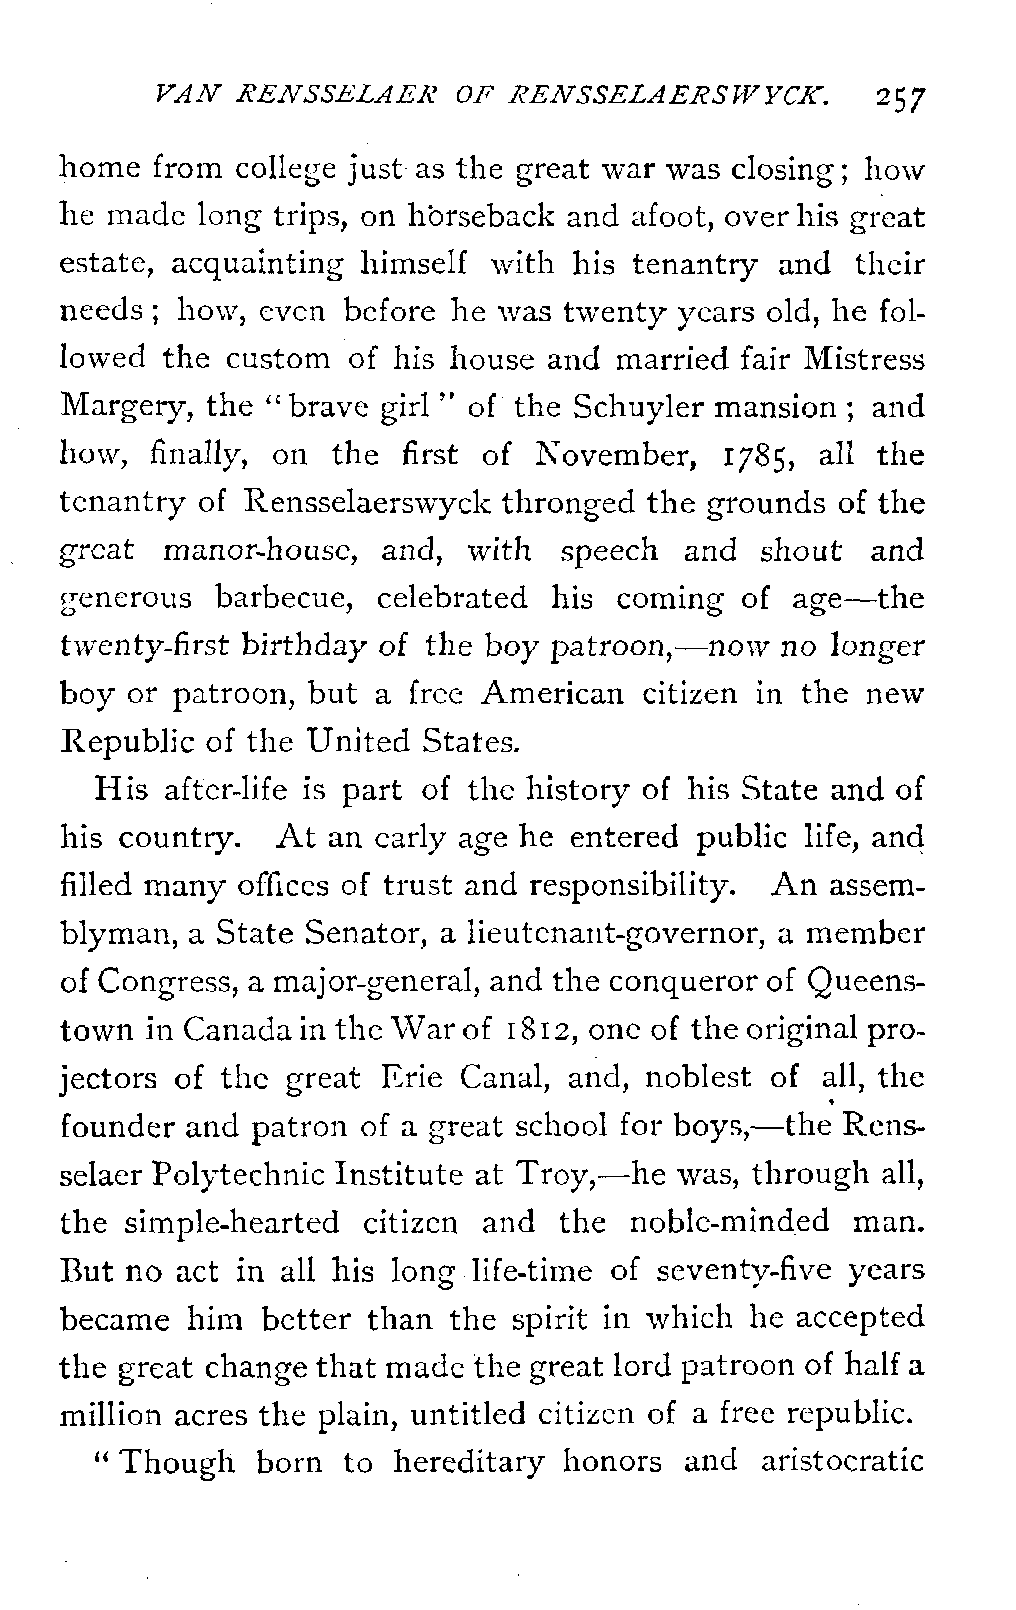 VAN RENSSELAER OF RENSSELAERSWYCK. 257
home from college just as the great war was closing; how
he made long trips, on horseback and afoot, over his great
estate, acquainting himself with his tenantry and their
needs; how, even before he was twenty years old, he fol-
lowed the custom of his house and married fair Mistress
Margery, the "brave girl" of the Schuyler mansion; and
how, finally, on the first of November, 1785, all the
tenantry of Rensselaerswyck thronged the grounds of the
great manor-house, and, with speech and shout and
generous barbecue, celebrated his coming of age—the
twenty-first birthday of the boy patroon,—now no longer
boy or patroon, but a free American citizen in the new
Republic of the United States.
His after-life is part of the history of his State and of
his country. At an early age he entered public life, and
filled many offices of trust and responsibility. An assem-
blyman, a State Senator, a lieutenant-governor, a member
of Congress, a major-general, and the conqueror of Queens-
town in Canada in the War of 1812, one of the original pro-
jectors of the great Erie Canal, and, noblest of all, the
founder and patron of a great school for boys,—the Rens-
selaer Polytechnic Institute at Troy,—he was, through all,
the simple-hearted citizen and the noble-minded man.
But no act in all his long life-time of seventy-five years
became him better than the spirit in which he accepted
the great change that made the great lord patroon of half a
million acres the plain, untitled citizen of a free republic.
"Though born to hereditary honors and aristocratic